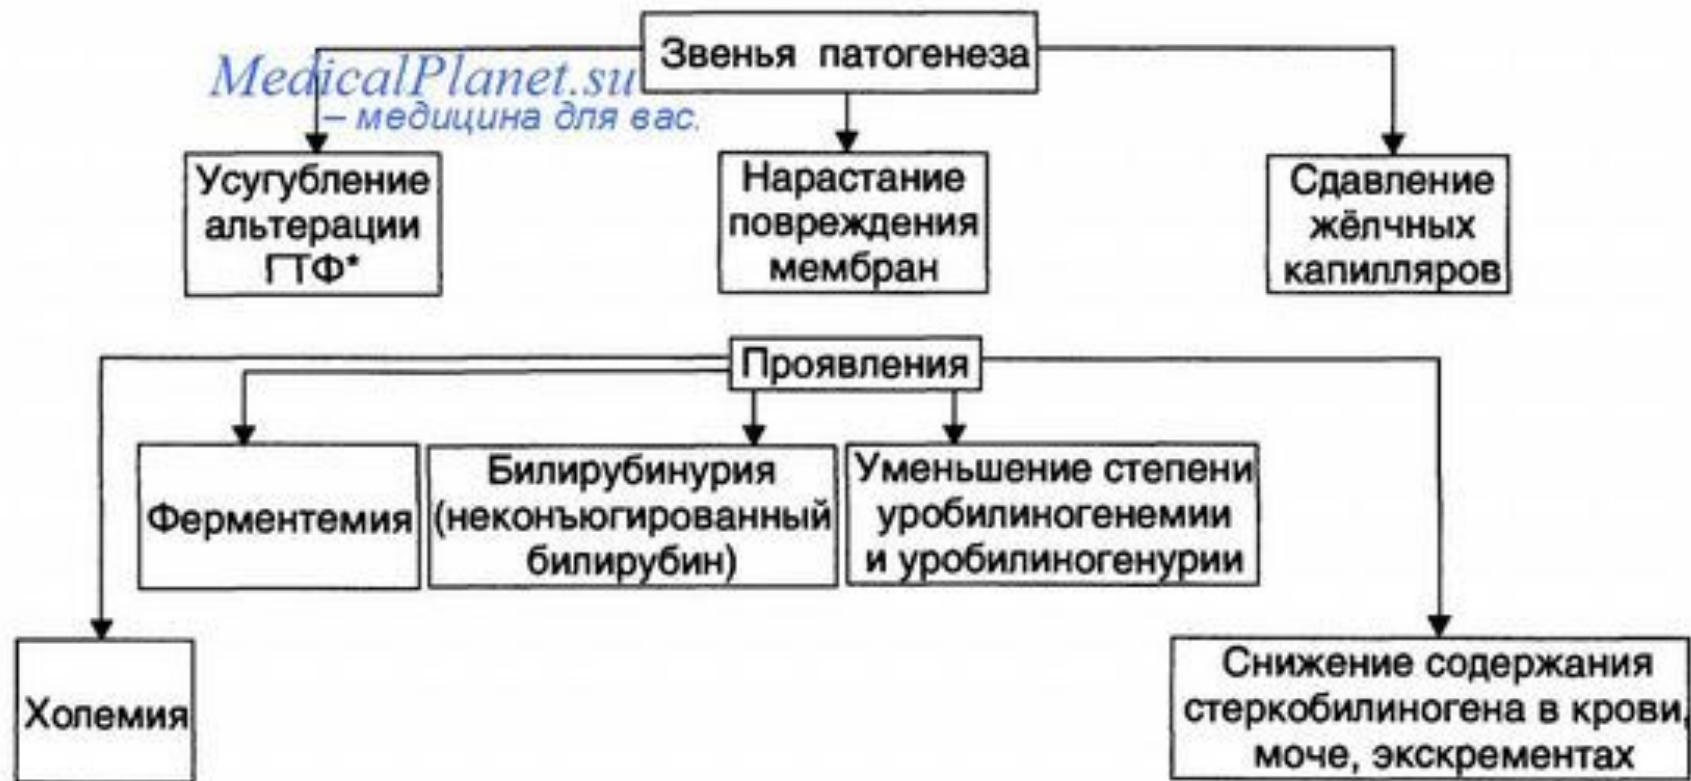 Звенья патогенеза
MedicalPlanet.su
– медицина для вас.
Усугубление
альтерации
ГТФ*
Нарастание
повреждения
мембран
Сдавление
жёлчных
капилляров
Проявления
Ферментемия
Билирубинурия
(неконъюгированный
билирубин)
Уменьшение степени
уробилиногенемии
и уробилиногенурии
Холемия
Снижение содержания
стеркобилиногена в крови,
моче, экскрементах